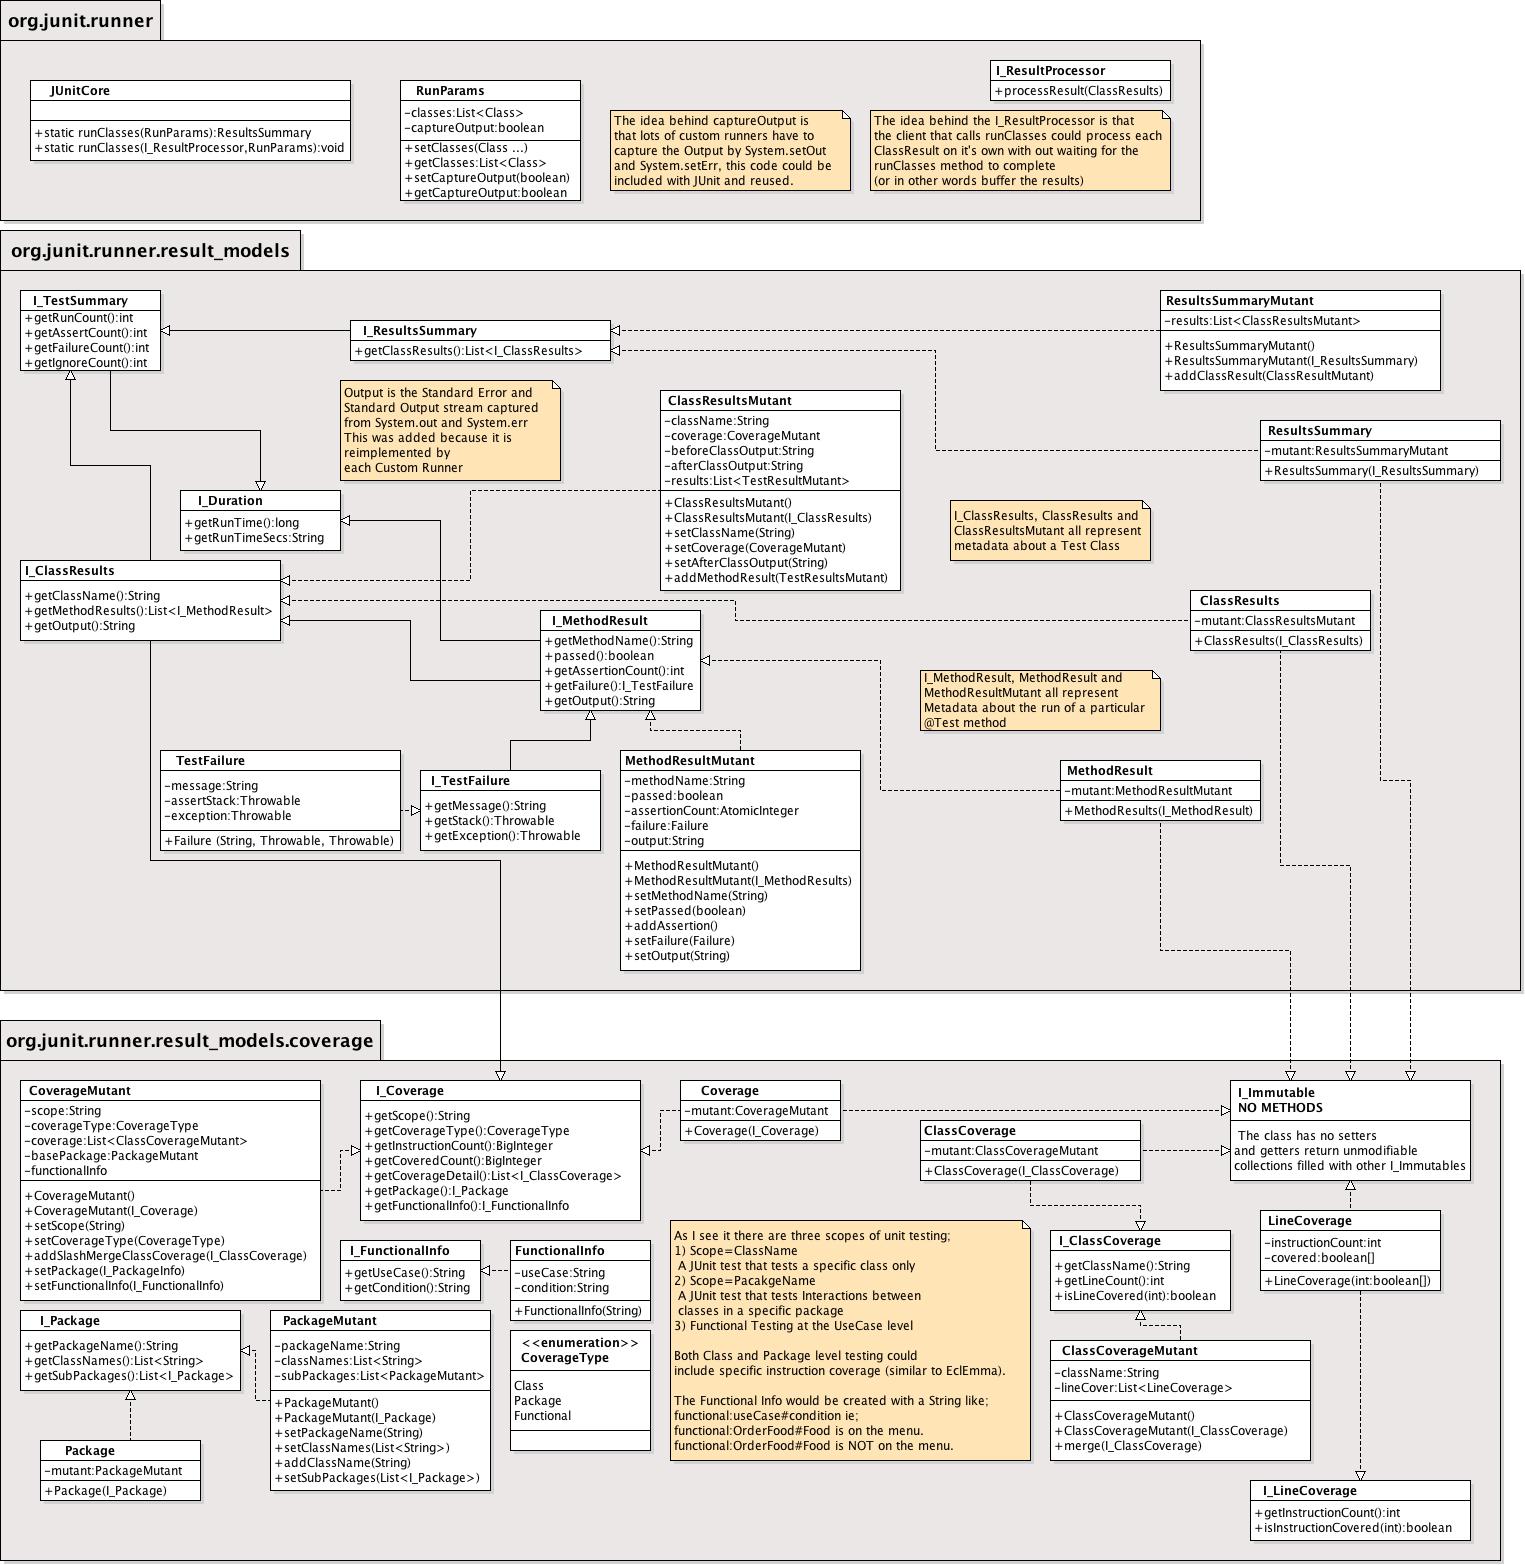 org.junit.runner
JUnitCore
+static runClasses(RunParams):ResultsSummary
+static runClasses(I_ResultProcessor,RunParams):void
RunParams
-classes:List<Class>
-captureOutput:boolean
+setClasses(Class ...)
+getClasses:List<Class>
+setCaptureOutput(boolean)
+getCaptureOutput:boolean
The idea behind captureOutput is
that lots of custom runners have to
capture the Output by System.setOut
and System.setErr, this code could be
included with JUnit and reused.
I_ResultProcessor
+processResult(ClassResults)
The idea behind the I_ResultProcessor is that
the client that calls runClasses could process each
ClassResult on it's own with out waiting for the
runClasses method to complete
(or in other words buffer the results)
org.junit.runner.result_models
I_TestSummary
+getRunCount():int
+getAssertCount():int
+getFailureCount():int
+getIgnoreCount():int
I_ResultsSummary
+getClassResults():List<I_ClassResults>
ResultsSummaryMutant
-results:List<ClassResultsMutant>
+ResultsSummaryMutant()
+ResultsSummaryMutant(I_ResultsSummary)
+addClassResult(ClassResultMutant)
Output is the Standard Error and
Standard Output stream captured
from System.out and System.err
This was added because it is
reimplemented by
each Custom Runner
ClassResultsMutant
-className:String
-coverage:CoverageMutant
-beforeClassOutput:String
-afterClassOutput:String
-results:List<TestResultMutant>
+ClassResultsMutant()
+ClassResultsMutant(I_ClassResults)
+setClassName(String)
+setCoverage(CoverageMutant)
+setAfterClassOutput(String)
+addMethodResult(TestResultsMutant)
ResultsSummary
-mutant:ResultsSummaryMutant
+ResultsSummary(I_ResultsSummary)
I_Duration
+getRunTime():long
+getRunTimeSecs:String
I_ClassResults, ClassResults and
ClassResultsMutant all represent
metadata about a Test Class
I_ClassResults
+getClassName():String
+getMethodResults():List<I_MethodResult>
+getOutput():String
ClassResults
-mutant:ClassResultsMutant
+ClassResults(I_ClassResults)
I_MethodResult
+getMethodName():String
+passed():boolean
+getAssertionCount():int
+getFailure():I_TestFailure
+getOutput():String
I_MethodResult, MethodResult and
MethodResultMutant all represent
Metadata about the run of a particular
@Test method
TestFailure
-message:String
-assertStack:Throwable
-exception:Throwable
+Failure (String, Throwable, Throwable)
I_TestFailure
+getMessage():String
+getStack():Throwable
+getException():Throwable
MethodResultMutant
-methodName:String
-passed:boolean
-assertionCount:AtomicInteger
-failure:Failure
-output:String
+MethodResultMutant()
+MethodResultMutant(I_MethodResults)
+setMethodName(String)
+setPassed(boolean)
+addAssertion()
+setFailure(Failure)
+setOutput(String)
MethodResult
-mutant:MethodResultMutant
+MethodResults(I_MethodResult)
org.junit.runner.result_models.coverage
CoverageMutant
-scope:String
-coverageType:CoverageType
-coverage:List<ClassCoverageMutant>
-basePackage:PackageMutant
-functionalInfo
+CoverageMutant()
+CoverageMutant(I_Coverage)
+setScope(String)
+setCoverageType(CoverageType)
+addSlashMergeClassCoverage(I_ClassCoverage)
+setPackage(I_PackageInfo)
+setFunctionalInfo(I_FunctionalInfo)
I_Coverage
+getScope():String
+getCoverageType():CoverageType
+getInstructionCount():BigInteger
+getCoveredCount():BigInteger
+getCoverageDetail():List<I_ClassCoverage>
+getPackage():I_Package
+getFunctionalInfo():I_FunctionalInfo
Coverage
-mutant:CoverageMutant
+Coverage(I_Coverage)
ClassCoverage
-mutant:ClassCoverageMutant
+ClassCoverage(I_ClassCoverage)
I_Immutable
NO METHODS
The class has no setters
and getters return unmodifiable
collections filled with other I_Immutables
I_FunctionalInfo
+getUseCase():String
+getCondition():String
FunctionalInfo
-useCase:String
-condition:String
+FunctionalInfo(String)
As I see it there are three scopes of unit testing;
1) Scope=ClassName
A JUnit test that tests a specific class only
2) Scope=PacakgeName
A JUnit test that tests Interactions between
classes in a specific package
3) Functional Testing at the UseCase level
Both Class and Package level testing could
include specific instruction coverage (similar to EclEmma).
The Functional Info would be created with a String like;
functional:useCase#condition ie;
functional:OrderFood#Food is on the menu.
functional:OrderFood#Food is NOT on the menu.
I_ClassCoverage
+getClassName():String
+getLineCount():int
+isLineCovered(int):boolean
LineCoverage
-instructionCount:int
-covered:boolean[]
+LineCoverage(int:boolean[])
I_Package
+getPackageName():String
+getClassNames():List<String>
+getSubPackages():List<I_Package>
PackageMutant
-packageName:String
-classNames:List<String>
-subPackages:List<PackageMutant>
+PackageMutant()
+PackageMutant(I_Package)
+setPackageName(String)
+setClassNames(List<String>)
+addClassName(String)
+setSubPackages(List<I_Package>)
<<enumeration>>
CoverageType
Class
Package
Functional
ClassCoverageMutant
-className:String
-lineCover:List<LineCoverage>
+ClassCoverageMutant()
+ClassCoverageMutant(I_ClassCoverage)
+merge(I_ClassCoverage)
Package
-mutant:PackageMutant
+Package(I_Package)
I_LineCoverage
+getInstructionCount():int
+isInstructionCovered(int):boolean